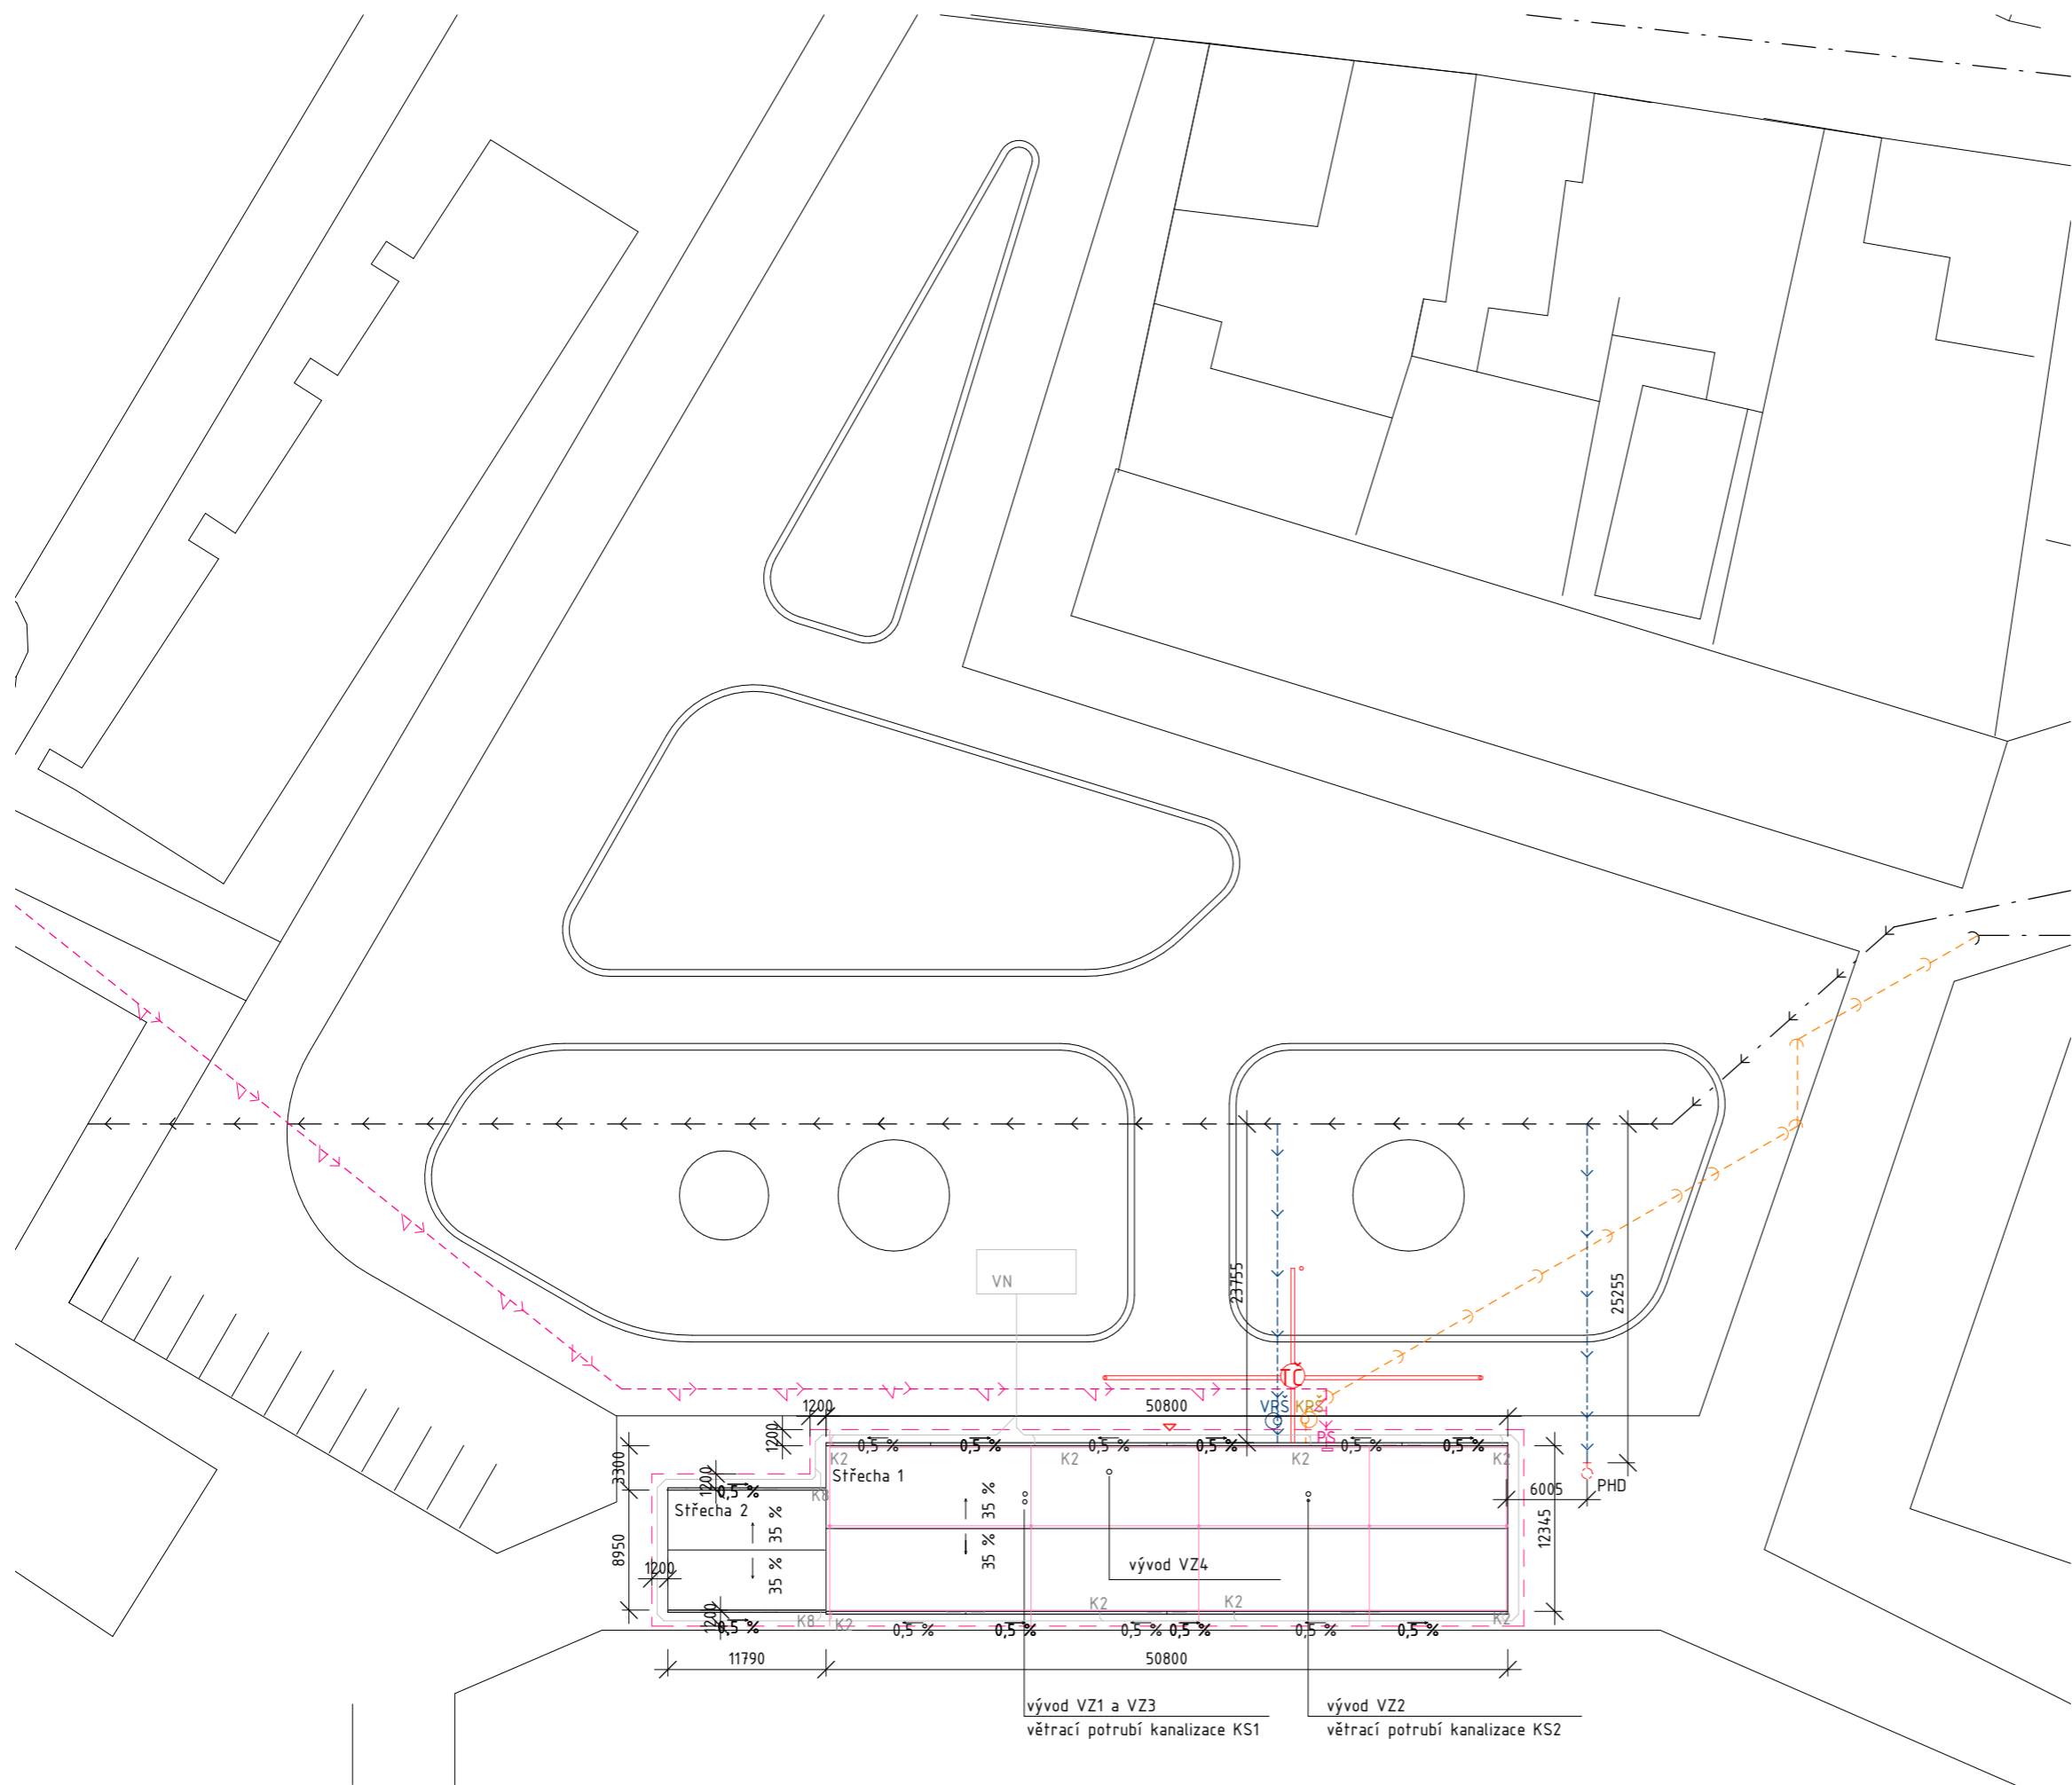 VN
23755
25255
TČ
1200
50800
VRŠ
KRŠ
PS
1200
0,5 %
0,5 %
0,5 %
0,5 %
0,5 %
0,5 %
3300
K2
K2
K2
K2
Střecha 1
1200
0,5 %
K8
Střecha 2
35 %
35 %
6005
PHD
12345
8950
35 %
35 %
1200
vývod VZ4
1200
0,5 %
K8
K2
K2
K2
K2
0,5 %
0,5 %
0,5 %
0,5 %
0,5 %
0,5 %
11790
50800
vývod VZ1 a VZ3
větrací potrubí kanalizace KS1
vývod VZ2
větrací potrubí kanalizace KS2